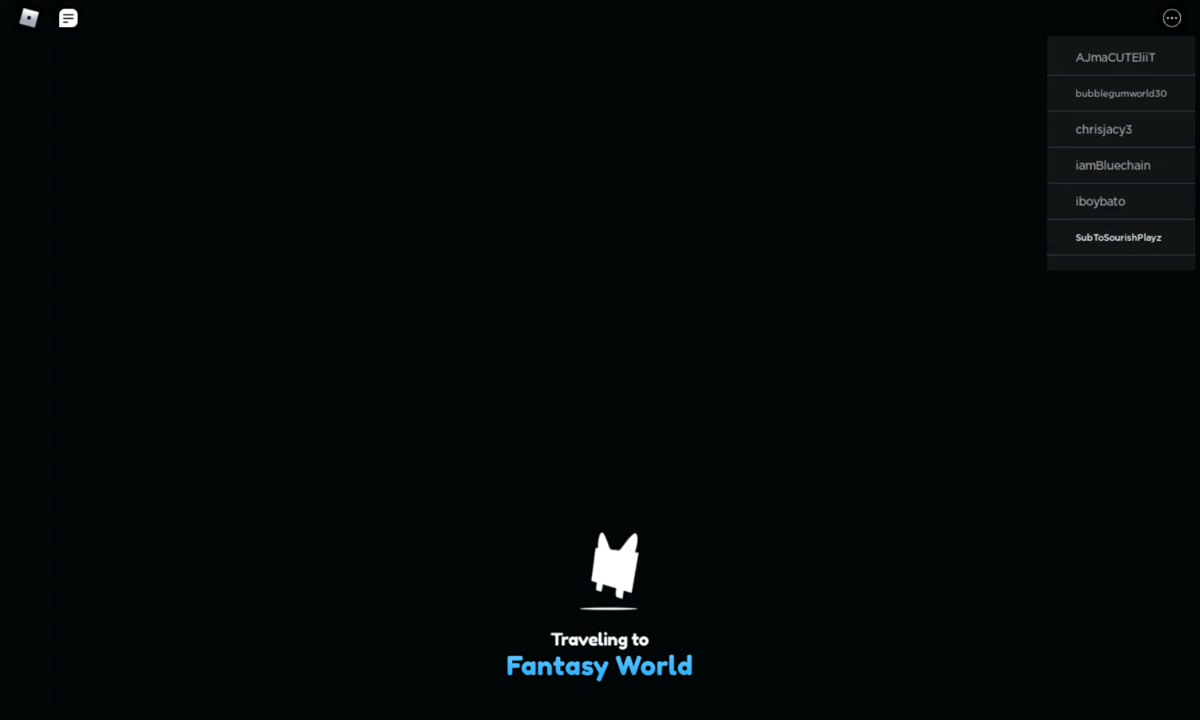 AJmaCUTEliiT
bubblegumworld30
chrisjacy3
iamBluechain
iboybato
SubToSourishPlayz
Traveling to
Fantasy World